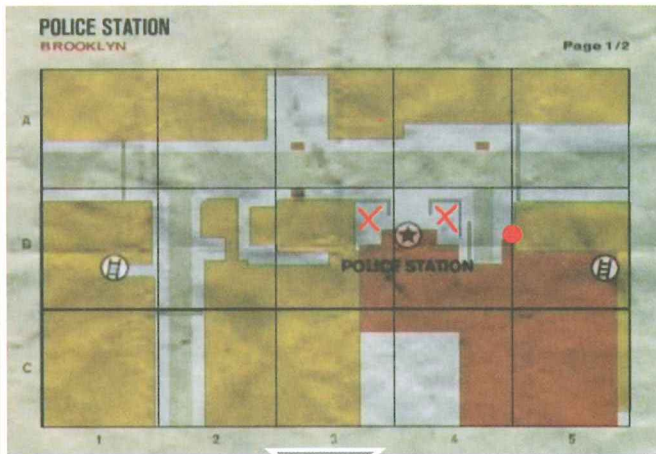 POLICE STATION
BROOKLYN
Page 1/2
A
B
POLICE STATION
C
1 2 3 4 5